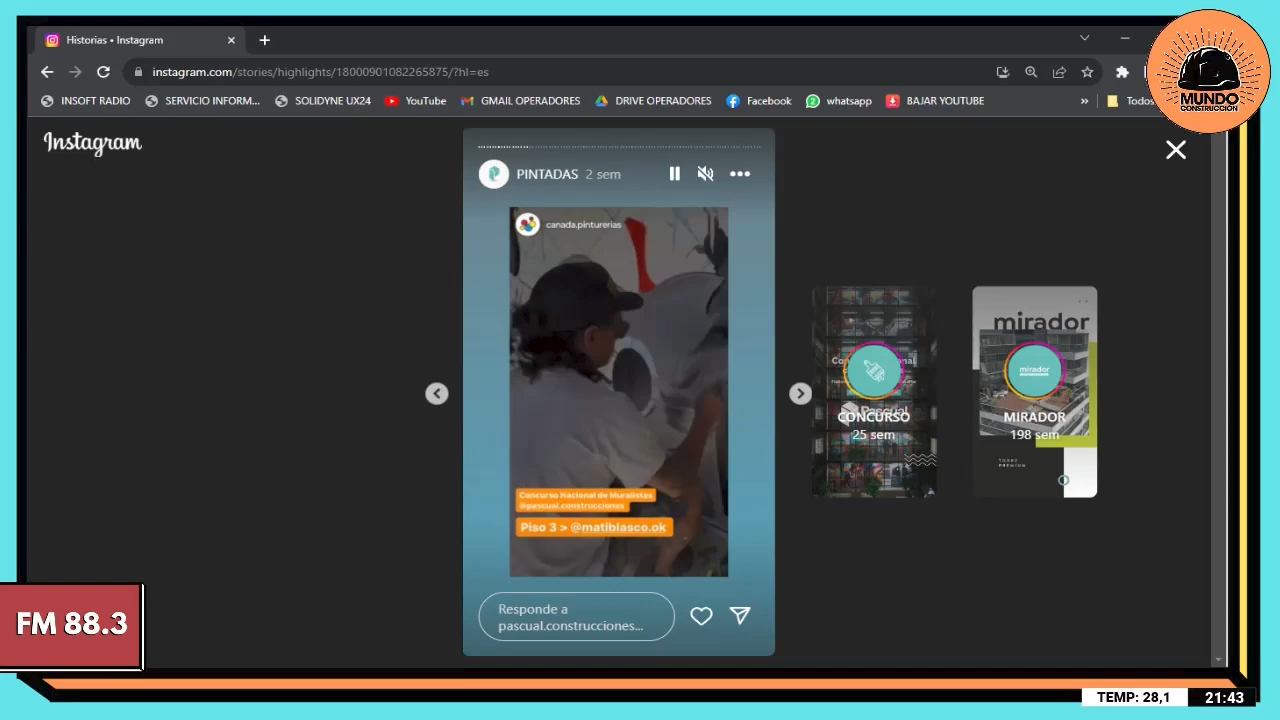 Historias • Instagram
instagram.com/stories/highlights/18000901082265875/?hl=es
INSOFT RADIO
SERVICIO INFORM...
SOLIDYNE UX24
YouTube
GMAIL OPERADORES
DRIVE OPERADORES
Facebook
whatsapp
BAJAR YOUTUBE
»
Todos
MUNDO
CONSTRUCCIÓN
Instagram
PINTADAS 2 sem
canada.pinturerias
Concurso Nacional de Muralistas
@pascual.construcciones
Piso 3 > @matiblasco.ok
Responde a
pascual.construcciones...
Pascual
CONCURSO
25 sem
mirador
mirador
MIRADOR
198 sem
FM 88.3
TEMP: 28,1
21:43